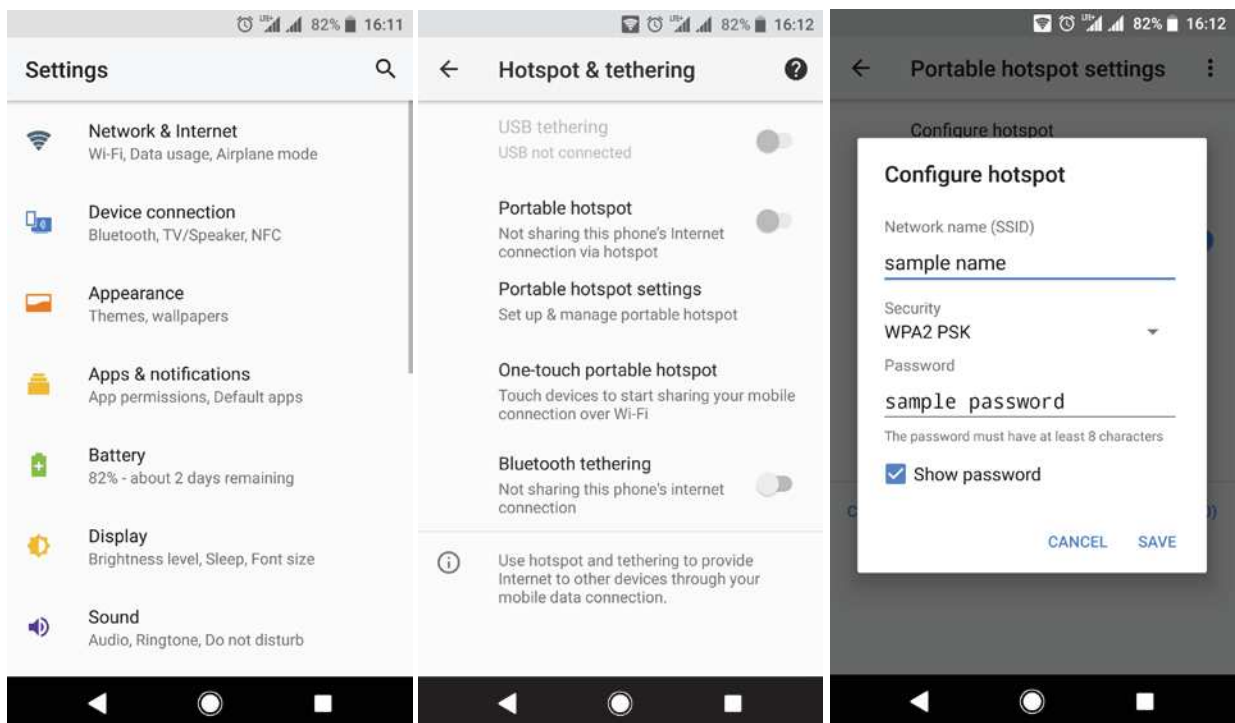 82% 16:11
Settings
Network & Internet
Wi-Fi, Data usage, Airplane mode
Device connection
Bluetooth, TV/Speaker, NFC
Appearance
Themes, wallpapers
Apps & notifications
App permissions, Default apps
Battery
82% - about 2 days remaining
Display
Brightness level, Sleep, Font size
Sound
Audio, Ringtone, Do not disturb
82% 16:12
Hotspot & tethering
USB tethering
USB not connected
Portable hotspot
Not sharing this phone's Internet
connection via hotspot
Portable hotspot settings
Set up & manage portable hotspot
One-touch portable hotspot
Touch devices to start sharing your mobile
connection over Wi-Fi
Bluetooth tethering
Not sharing this phone's internet
connection
Use hotspot and tethering to provide
Internet to other devices through your
mobile data connection.
82% 16:12
Portable hotspot settings
Configure hotspot
Configure hotspot
Network name (SSID)
sample name
Security
WPA2 PSK
Password
sample password
The password must have at least 8 characters
Show password
CANCEL SAVE